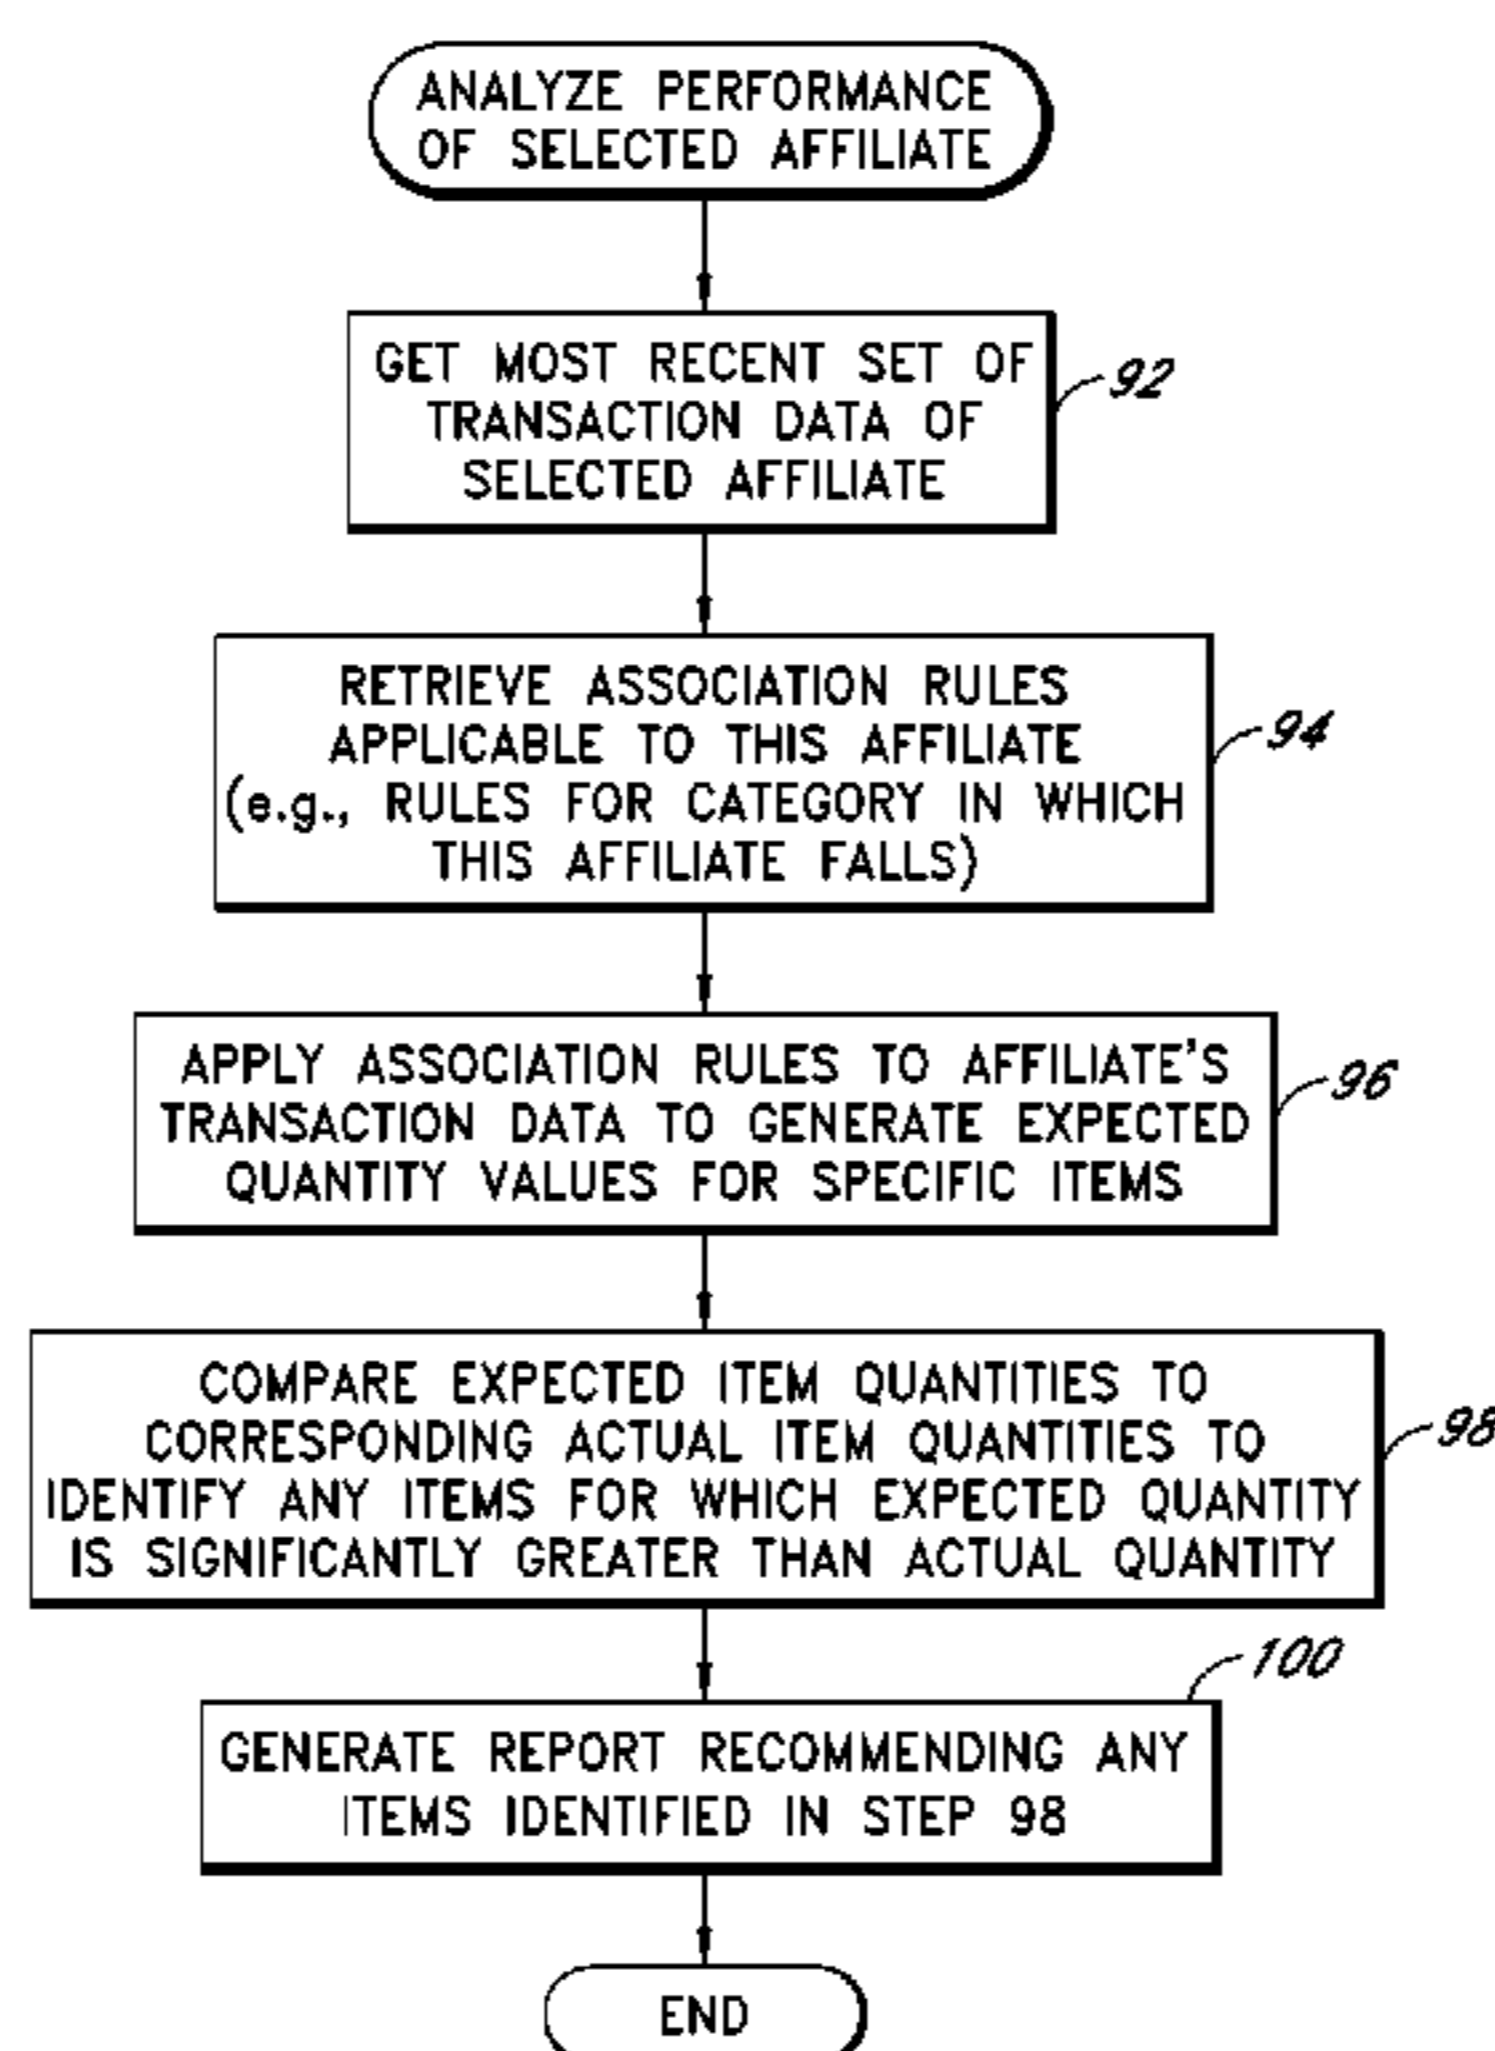 ANALYZE PERFORMANCE
OF SELECTED AFFILIATE
GET MOST RECENT SET OF
TRANSACTION DATA OF
SELECTED AFFILIATE
92
RETRIEVE ASSOCIATION RULES
APPLICABLE TO THIS AFFILIATE
(e.g., RULES FOR CATEGORY IN WHICH
THIS AFFILIATE FALLS)
94
APPLY ASSOCIATION RULES TO AFFILIATE'S
TRANSACTION DATA TO GENERATE EXPECTED
QUANTITY VALUES FOR SPECIFIC ITEMS
96
COMPARE EXPECTED ITEM QUANTITIES TO
CORRESPONDING ACTUAL ITEM QUANTITIES TO
IDENTIFY ANY ITEMS FOR WHICH EXPECTED QUANTITY
IS SIGNIFICANTLY GREATER THAN ACTUAL QUANTITY
98
100
GENERATE REPORT RECOMMENDING ANY
ITEMS IDENTIFIED IN STEP 98
END